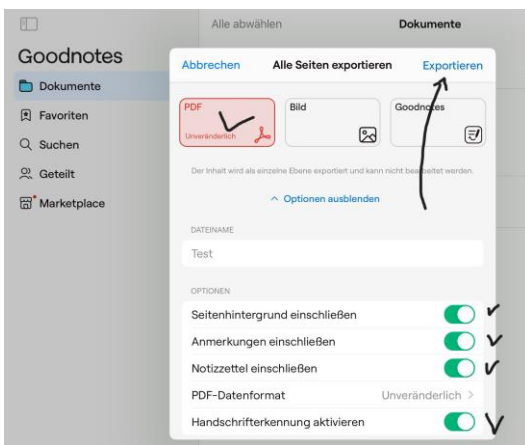 Alle abwählen
Dokumente
Goodnotes
Dokumente
Favoriten
Suchen
Geteilt
Marketplace
Abbrechen
Alle Seiten exportieren
Exportieren
PDF
Unveränderlich
Bild
Goodnotes
Der Inhalt wird als einzelne Ebene exportiert und kann nicht bearbeitet werden.
Optionen ausblenden
DATEINAME
Test
OPTIONEN
Seitenhintergrund einschließen
Anmerkungen einschließen
Notizzettel einschließen
PDF-Datenformat
Unveränderlich >
Handschrifterkennung aktivieren